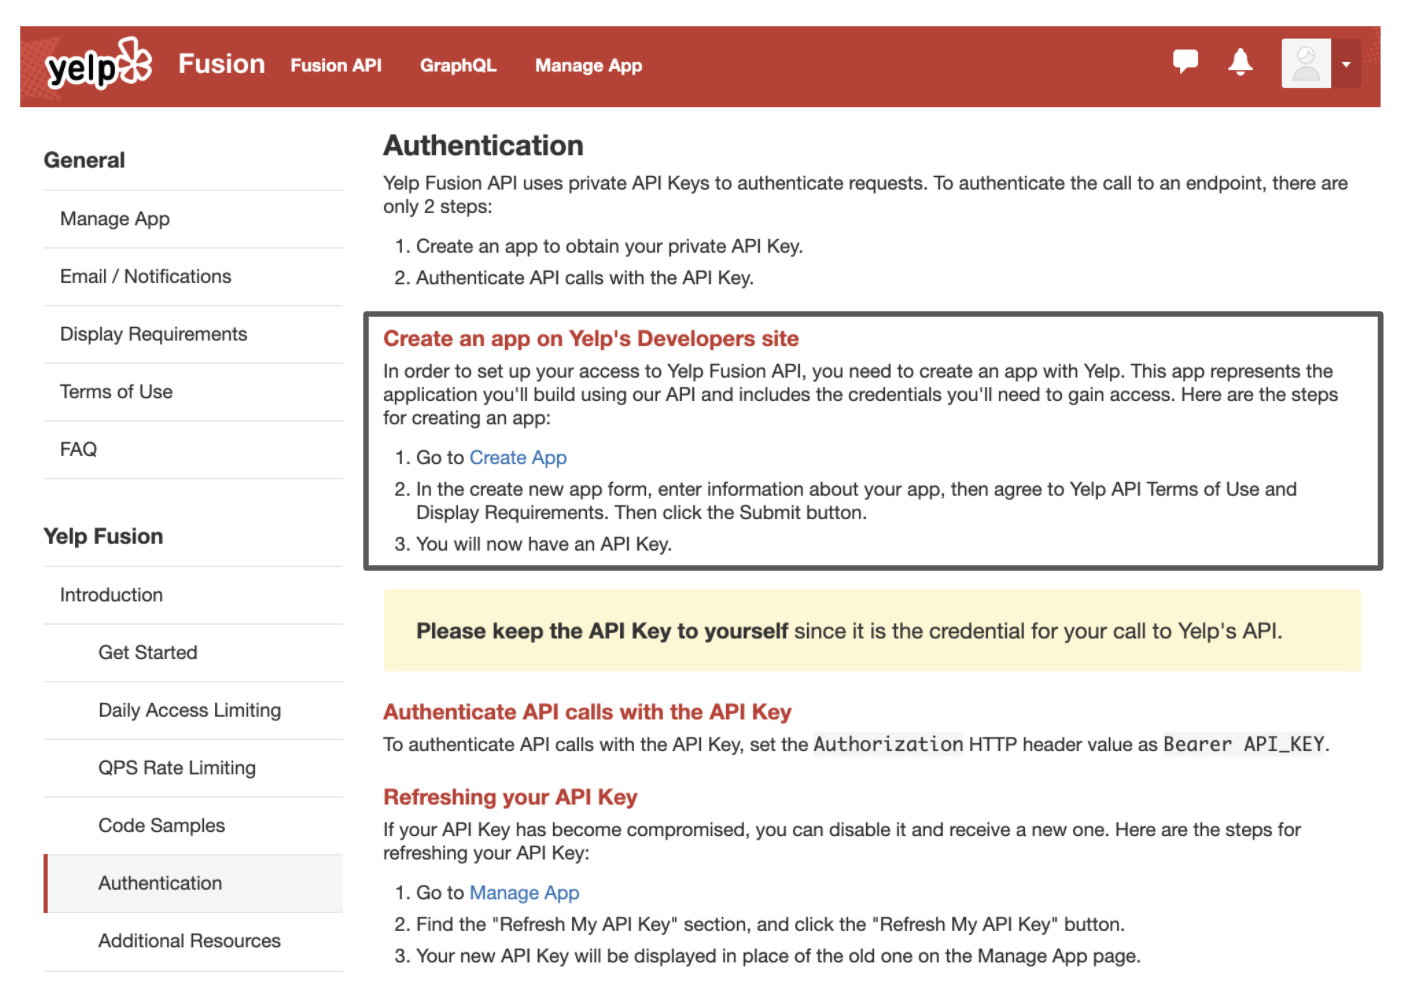 yelp Fusion Fusion API GraphQL Manage App
General
Manage App
Email / Notifications
Display Requirements
Terms of Use
FAQ
Yelp Fusion
Introduction
Get Started
Daily Access Limiting
QPS Rate Limiting
Code Samples
Authentication
Additional Resources
Authentication
Yelp Fusion API uses private API Keys to authenticate requests. To authenticate the call to an endpoint, there are
only 2 steps:
1. Create an app to obtain your private API Key.
2. Authenticate API calls with the API Key.
Create an app on Yelp's Developers site
In order to set up your access to Yelp Fusion API, you need to create an app with Yelp. This app represents the
application you'll build using our API and includes the credentials you'll need to gain access. Here are the steps
for creating an app:
1. Go to Create App
2. In the create new app form, enter information about your app, then agree to Yelp API Terms of Use and
Display Requirements. Then click the Submit button.
3. You will now have an API Key.
Please keep the API Key to yourself since it is the credential for your call to Yelp's API.
Authenticate API calls with the API Key
To authenticate API calls with the API Key, set the Authorization HTTP header value as Bearer API_KEY.
Refreshing your API Key
If your API Key has become compromised, you can disable it and receive a new one. Here are the steps for
refreshing your API Key:
1. Go to Manage App
2. Find the "Refresh My API Key" section, and click the "Refresh My API Key" button.
3. Your new API Key will be displayed in place of the old one on the Manage App page.